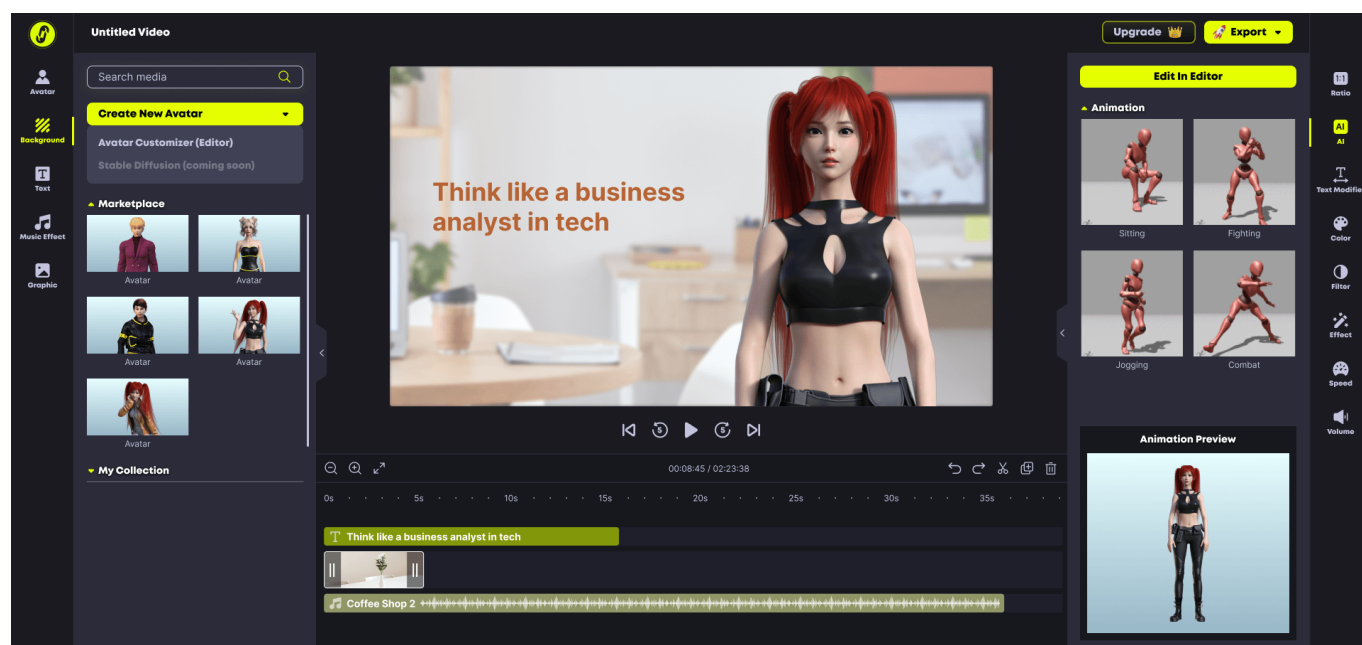 Untitled Video
Upgrade
Export
Avatar
Background
Text
Music Effect
Graphic
Search media
Create New Avatar
Avatar Customizer (Editor)
Stable Diffusion (coming soon)
Marketplace
Avatar
Avatar
Avatar
Avatar
Avatar
My Collection
Think like a business
analyst in tech
5
5
00:08:45 / 02:23:38
0s 5s 10s 15s 20s 25s 30s 35s
T Think like a business analyst in tech
Coffee Shop 2
Edit In Editor
Animation
Sitting
Fighting
Jogging
Combat
Animation Preview
1:1
Ratio
AI
AI
Text Modifie
Color
Filter
Effect
Speed
Volume